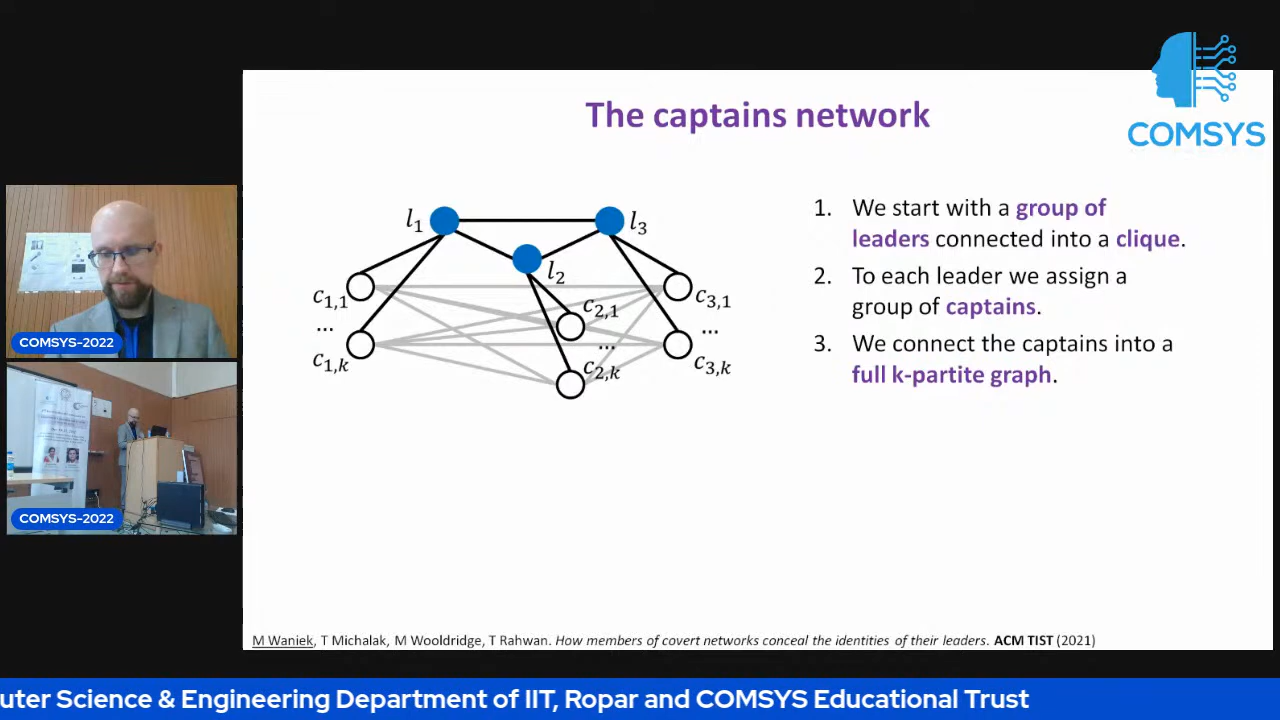 COMSYS
The captains network
l₁
l₃
l₂
c₁,₁
...
c₁,ₖ
c₂,₁
...
c₂,ₖ
c₃,₁
...
c₃,ₖ
1. We start with a group of
leaders connected into a clique.
2. To each leader we assign a
group of captains.
3. We connect the captains into a
full k-partite graph.
COMSYS-2022
COMSYS-2022
M Waniek, T Michalak, M Wooldridge, T Rahwan. How members of covert networks conceal the identities of their leaders. ACM TIST (2021)
uter Science & Engineering Department of IIT, Ropar and COMSYS Educational Trust